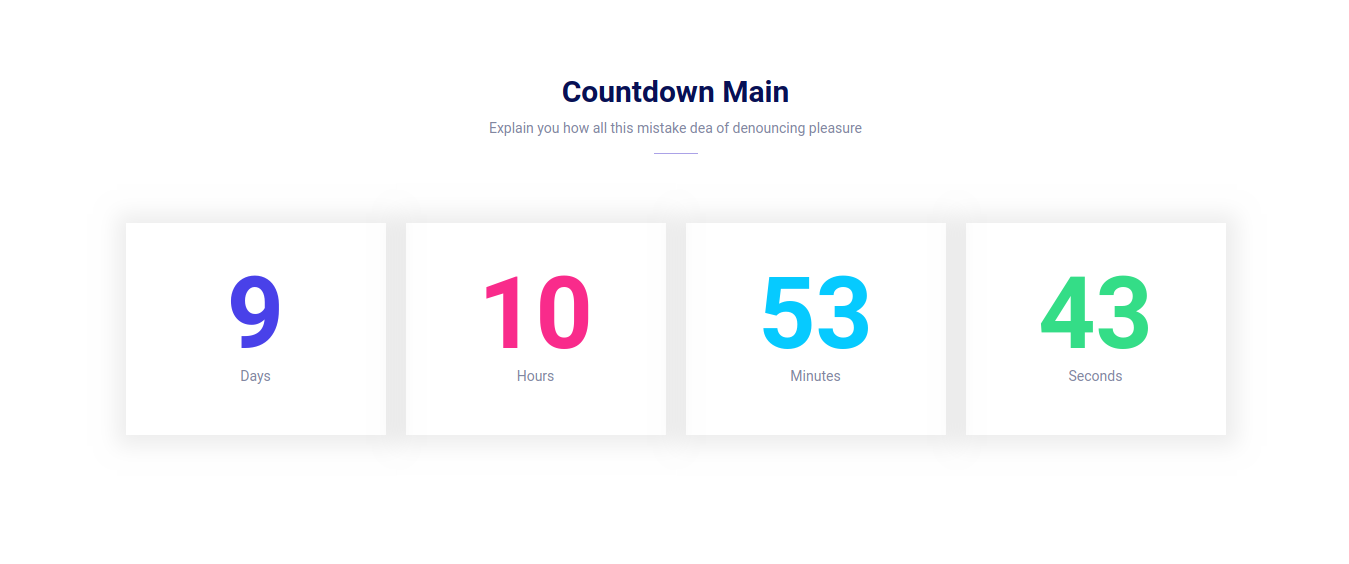 Countdown Main
Explain you how all this mistake dea of denouncing pleasure
9 10 53 43
Days Hours Minutes Seconds